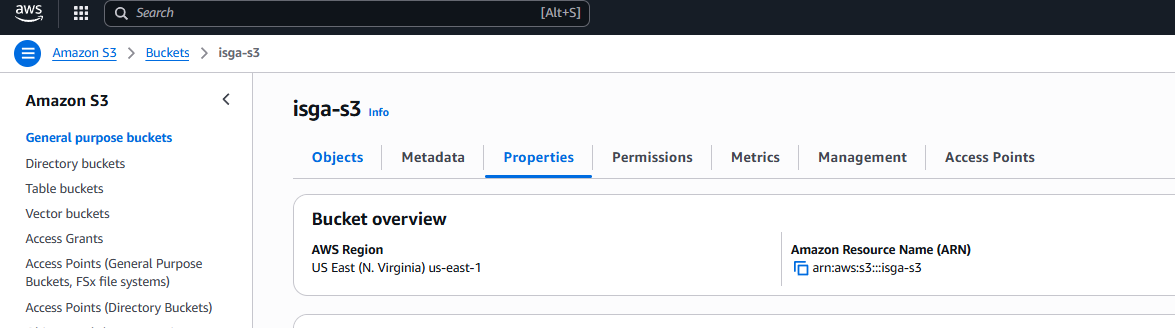 aws
Search
[Alt+S]
Amazon S3
Buckets
isga-s3
Amazon S3
General purpose buckets
Directory buckets
Table buckets
Vector buckets
Access Grants
Access Points (General Purpose
Buckets, FSx file systems)
Access Points (Directory Buckets)
isga-s3 Info
Objects
Metadata
Properties
Permissions
Metrics
Management
Access Points
Bucket overview
AWS Region
US East (N. Virginia) us-east-1
Amazon Resource Name (ARN)
arn:aws:s3:::isga-s3